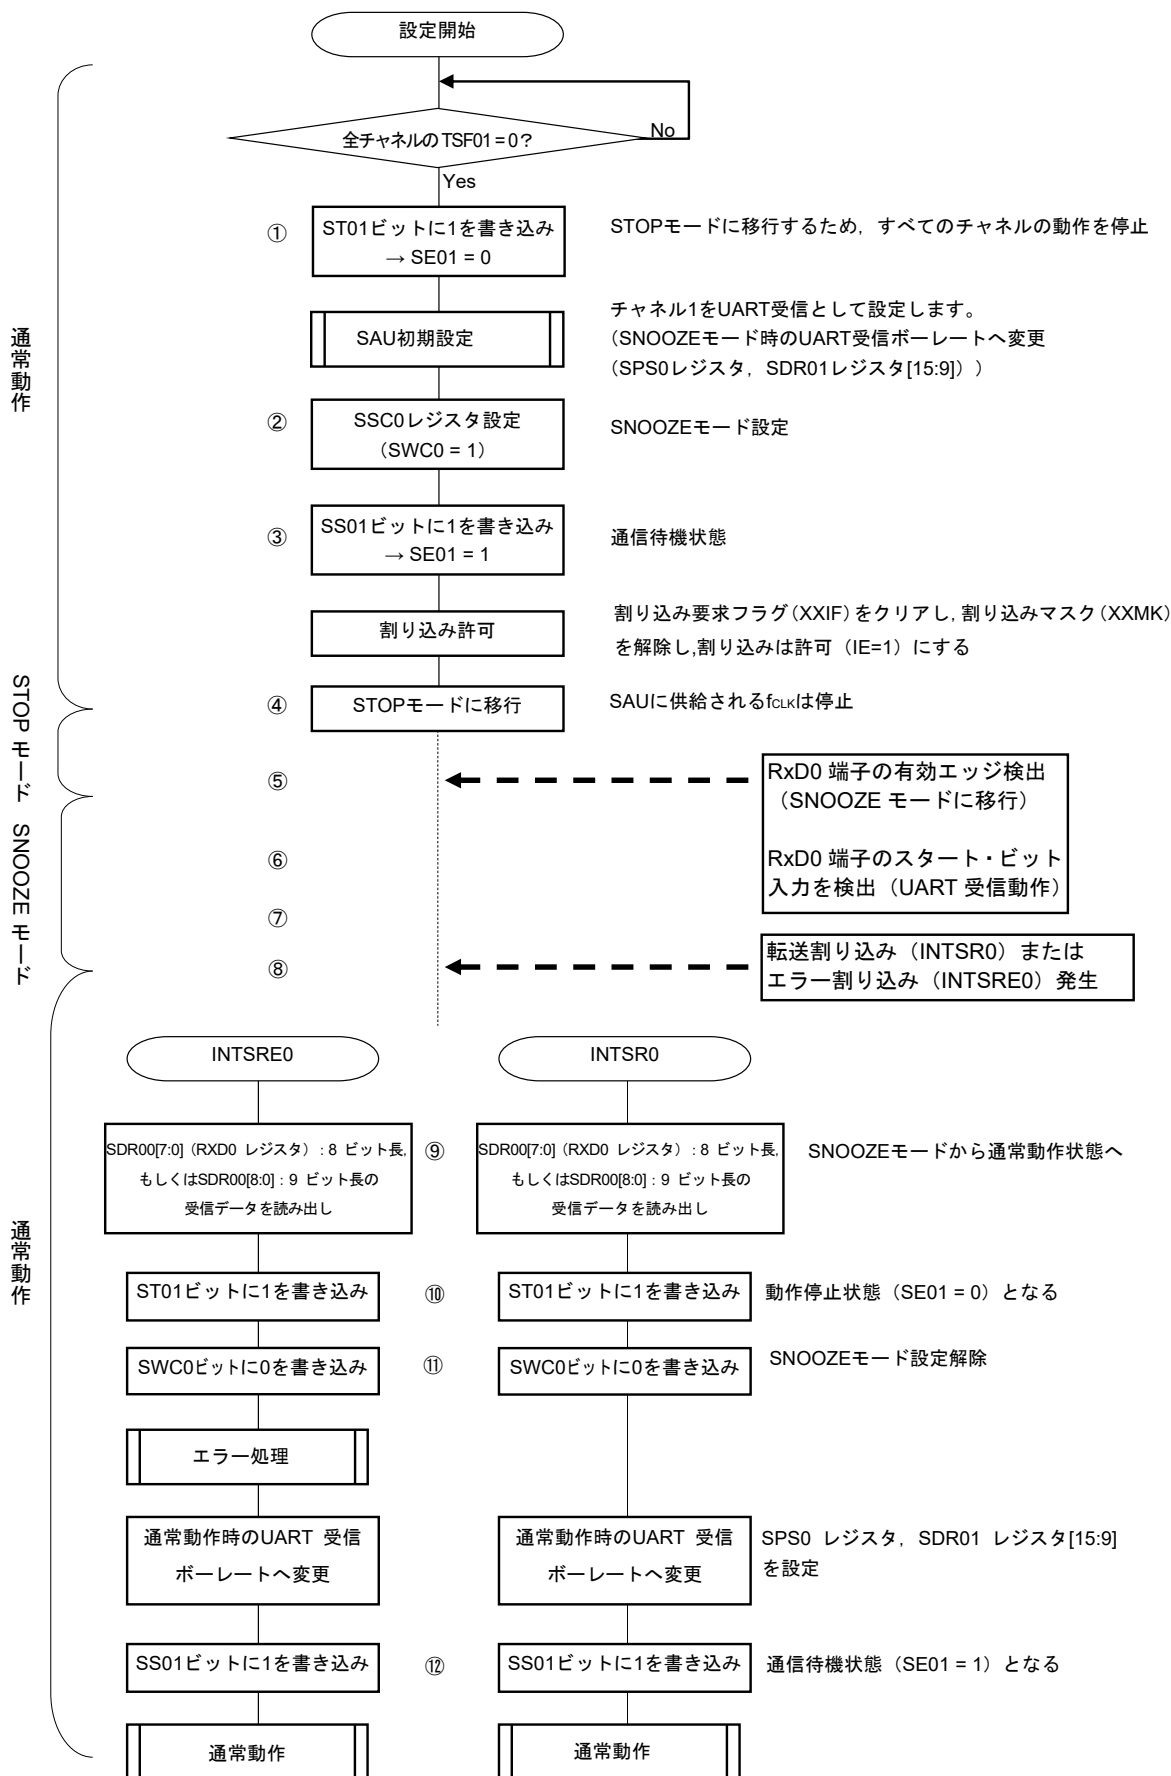 設定開始
全チャネルの TSF01 = 0？
No
Yes
通常動作
①
ST01ビットに1を書き込み
→ SE01 = 0
STOPモードに移行するため，すべてのチャネルの動作を停止
SAU初期設定
チャネル1をUART受信として設定します。
（SNOOZEモード時のUART受信ボーレートへ変更
（SPS0レジスタ，SDR01レジスタ[15:9]））
②
SSC0レジスタ設定
（SWC0 = 1）
SNOOZEモード設定
③
SS01ビットに1を書き込み
→ SE01 = 1
通信待機状態
割り込み許可
割り込み要求フラグ（XXIF）をクリアし, 割り込みマスク（XXMK）
を解除し,割り込みは許可（IE=1）にする
④
STOPモードに移行
SAUに供給されるfCLKは停止
STOP モード
⑤
RxD0 端子の有効エッジ検出
（SNOOZE モードに移行）
SNOOZE モード
⑥
RxD0 端子のスタート・ビット
入力を検出（UART 受信動作）
⑦
⑧
転送割り込み（INTSR0）または
エラー割り込み（INTSRE0）発生
通常動作
INTSRE0
INTSR0
SDR00[7:0]（RXD0 レジスタ）: 8 ビット長,
もしくはSDR00[8:0] : 9 ビット長の
受信データを読み出し
⑨
SDR00[7:0]（RXD0 レジスタ）: 8 ビット長,
もしくはSDR00[8:0] : 9 ビット長の
受信データを読み出し
SNOOZEモードから通常動作状態へ
ST01ビットに1を書き込み
⑩
ST01ビットに1を書き込み
動作停止状態（SE01 = 0）となる
SWC0ビットに0を書き込み
⑪
SWC0ビットに0を書き込み
SNOOZEモード設定解除
エラー処理
通常動作時のUART 受信
ボーレートへ変更
通常動作時のUART 受信
ボーレートへ変更
SPS0 レジスタ，SDR01 レジスタ[15:9]
を設定
SS01ビットに1を書き込み
⑫
SS01ビットに1を書き込み
通信待機状態（SE01 = 1）となる
通常動作
通常動作